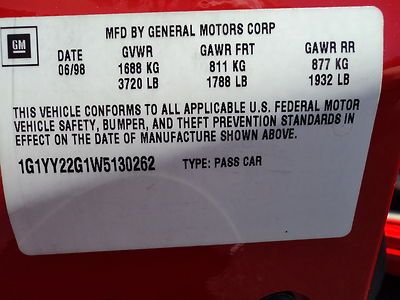 MFD BY GENERAL MOTORS CORP
GM
DATE GVWR GAWR FRT GAWR RR
06/98 1688 KG 811 KG 877 KG
3720 LB 1788 LB 1932 LB
THIS VEHICLE CONFORMS TO ALL APPLICABLE U.S. FEDERAL MOTOR
VEHICLE SAFETY, BUMPER, AND THEFT PREVENTION STANDARDS IN
EFFECT ON THE DATE OF MANUFACTURE SHOWN ABOVE.
1G1YY22G1W5130262 TYPE: PASS CAR